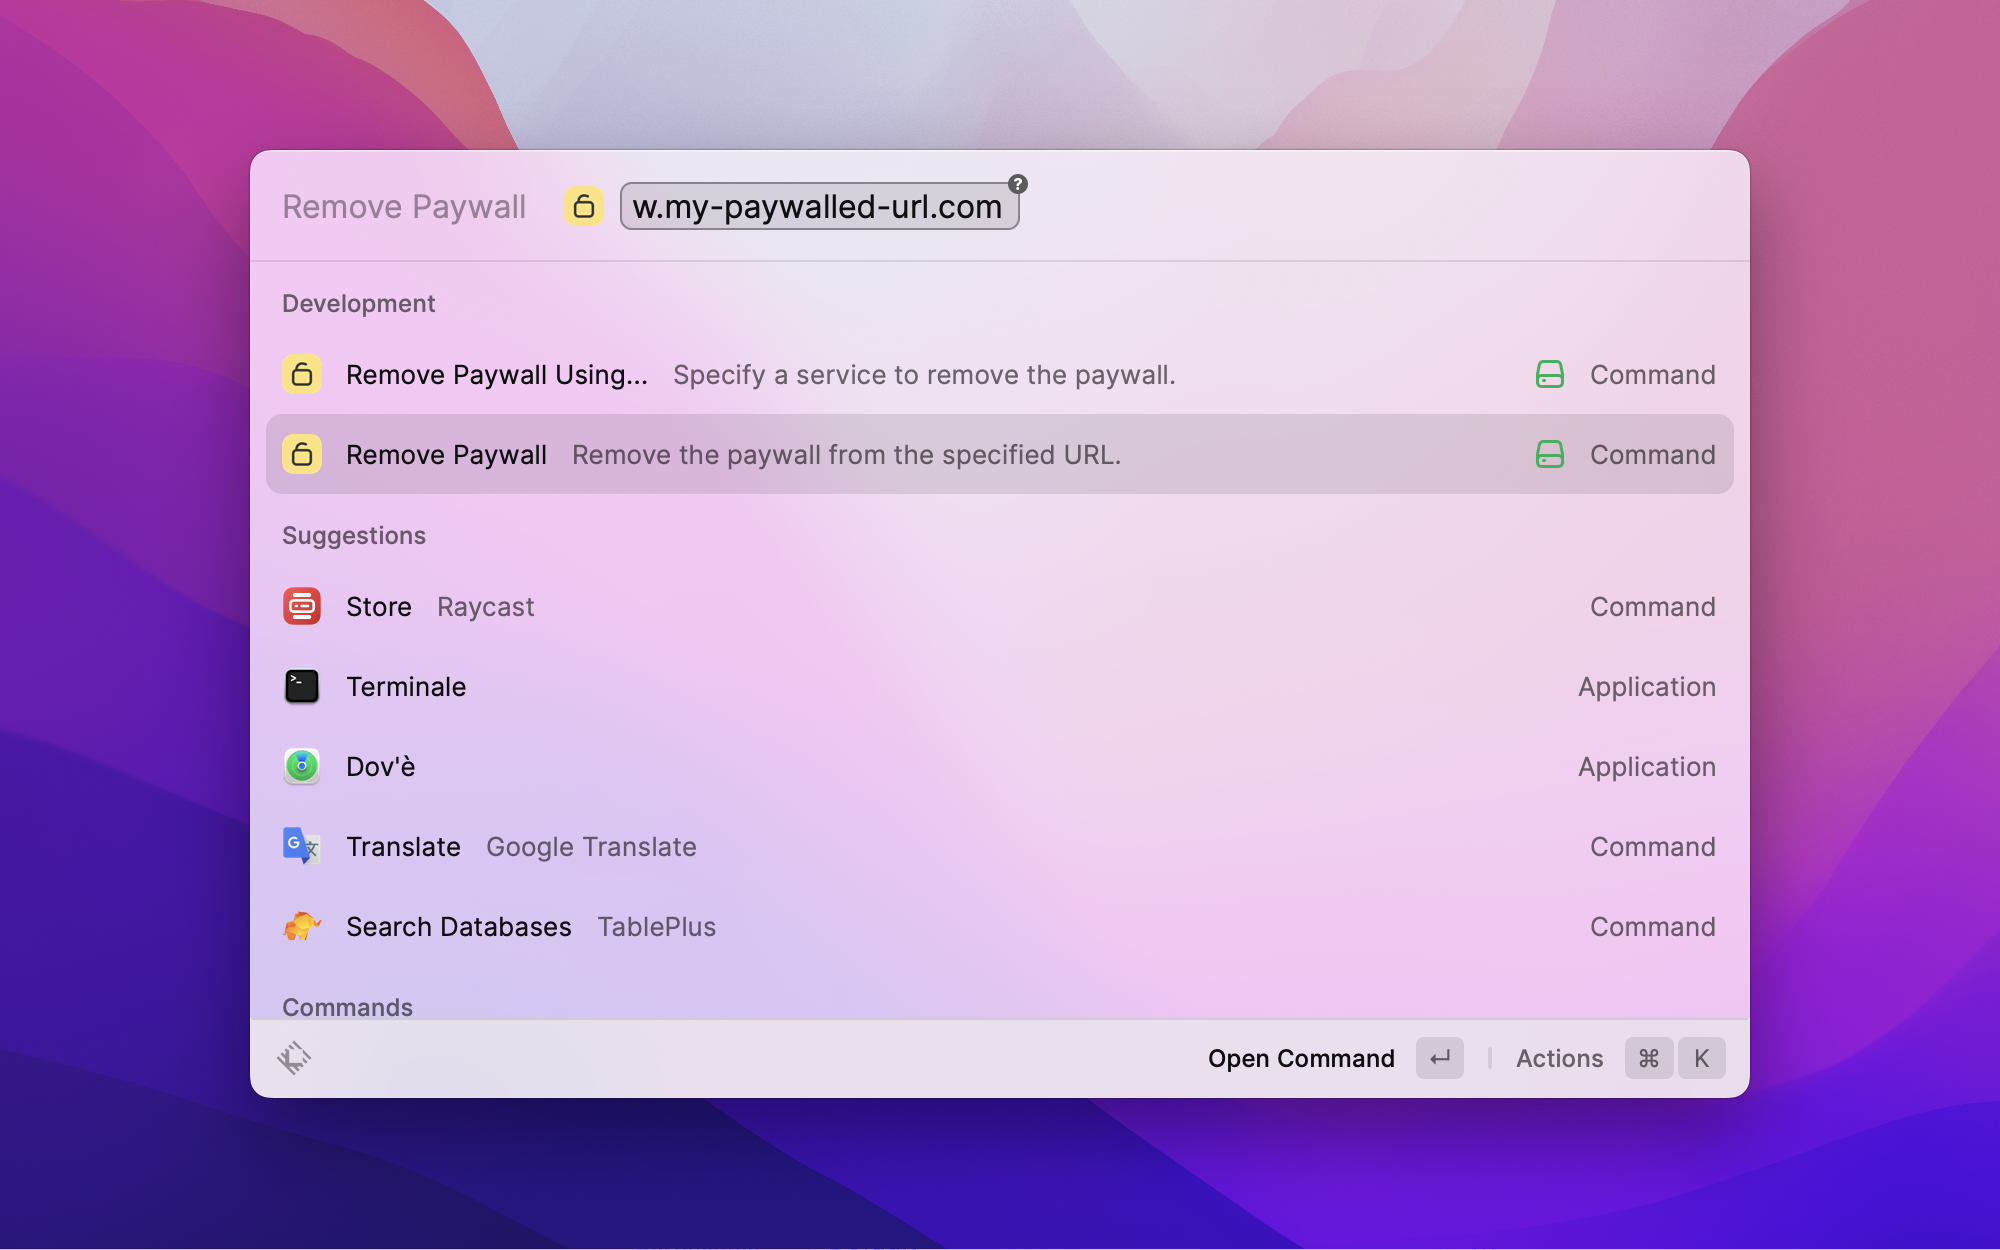 Remove Paywall w.my-paywalled-url.com ?
Development
Remove Paywall Using... Specify a service to remove the paywall. Command
Remove Paywall Remove the paywall from the specified URL. Command
Suggestions
Store Raycast Command
>_ Terminale Application
Dov'è Application
G 文 Translate Google Translate Command
Search Databases TablePlus Command
Commands
Open Command ↵ | Actions ⌘ K